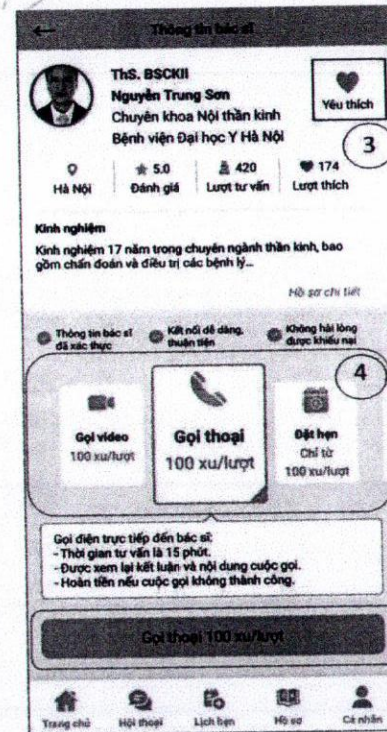 Thông tin bác sĩ
ThS. BSCKII
Nguyễn Trung Sơn
Chuyên khoa Nội thần kinh
Bệnh viện Đại học Y Hà Nội
Yêu thích
3
Hà Nội
5.0
Đánh giá
420
Lượt tư vấn
174
Lượt thích
Kinh nghiệm
Kinh nghiệm 17 năm trong chuyên ngành thần kinh, bao
gồm chẩn đoán và điều trị các bệnh lý...
Hồ sơ chi tiết
Thông tin bác sĩ
đã xác thực
Kết nối dễ dàng,
thuận tiện
Không hài lòng
được khiếu nại
4
Gọi video
100 xu/lượt
Gọi thoại
100 xu/lượt
Đặt hẹn
Chỉ từ
100 xu/lượt
Gọi điện trực tiếp đến bác sĩ:
- Thời gian tư vấn là 15 phút.
- Được xem lại kết luận và nội dung cuộc gọi.
- Hoàn tiền nếu cuộc gọi không thành công.
Gọi thoại 100 xu/lượt
Trang chủ
Hội thoại
Lịch hẹn
Hồ sơ
Cá nhân